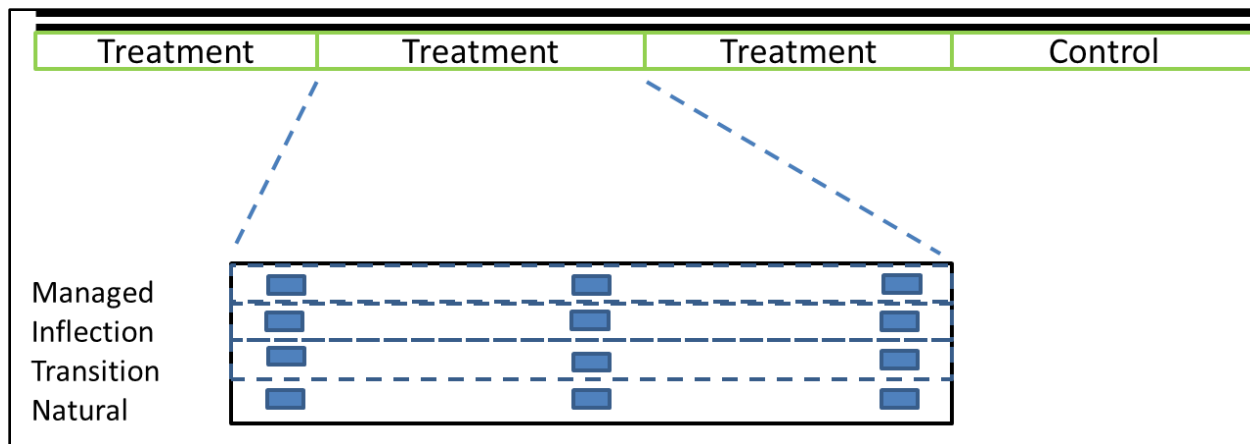 Treatment Treatment Treatment Control
Managed
Inflection
Transition
Natural